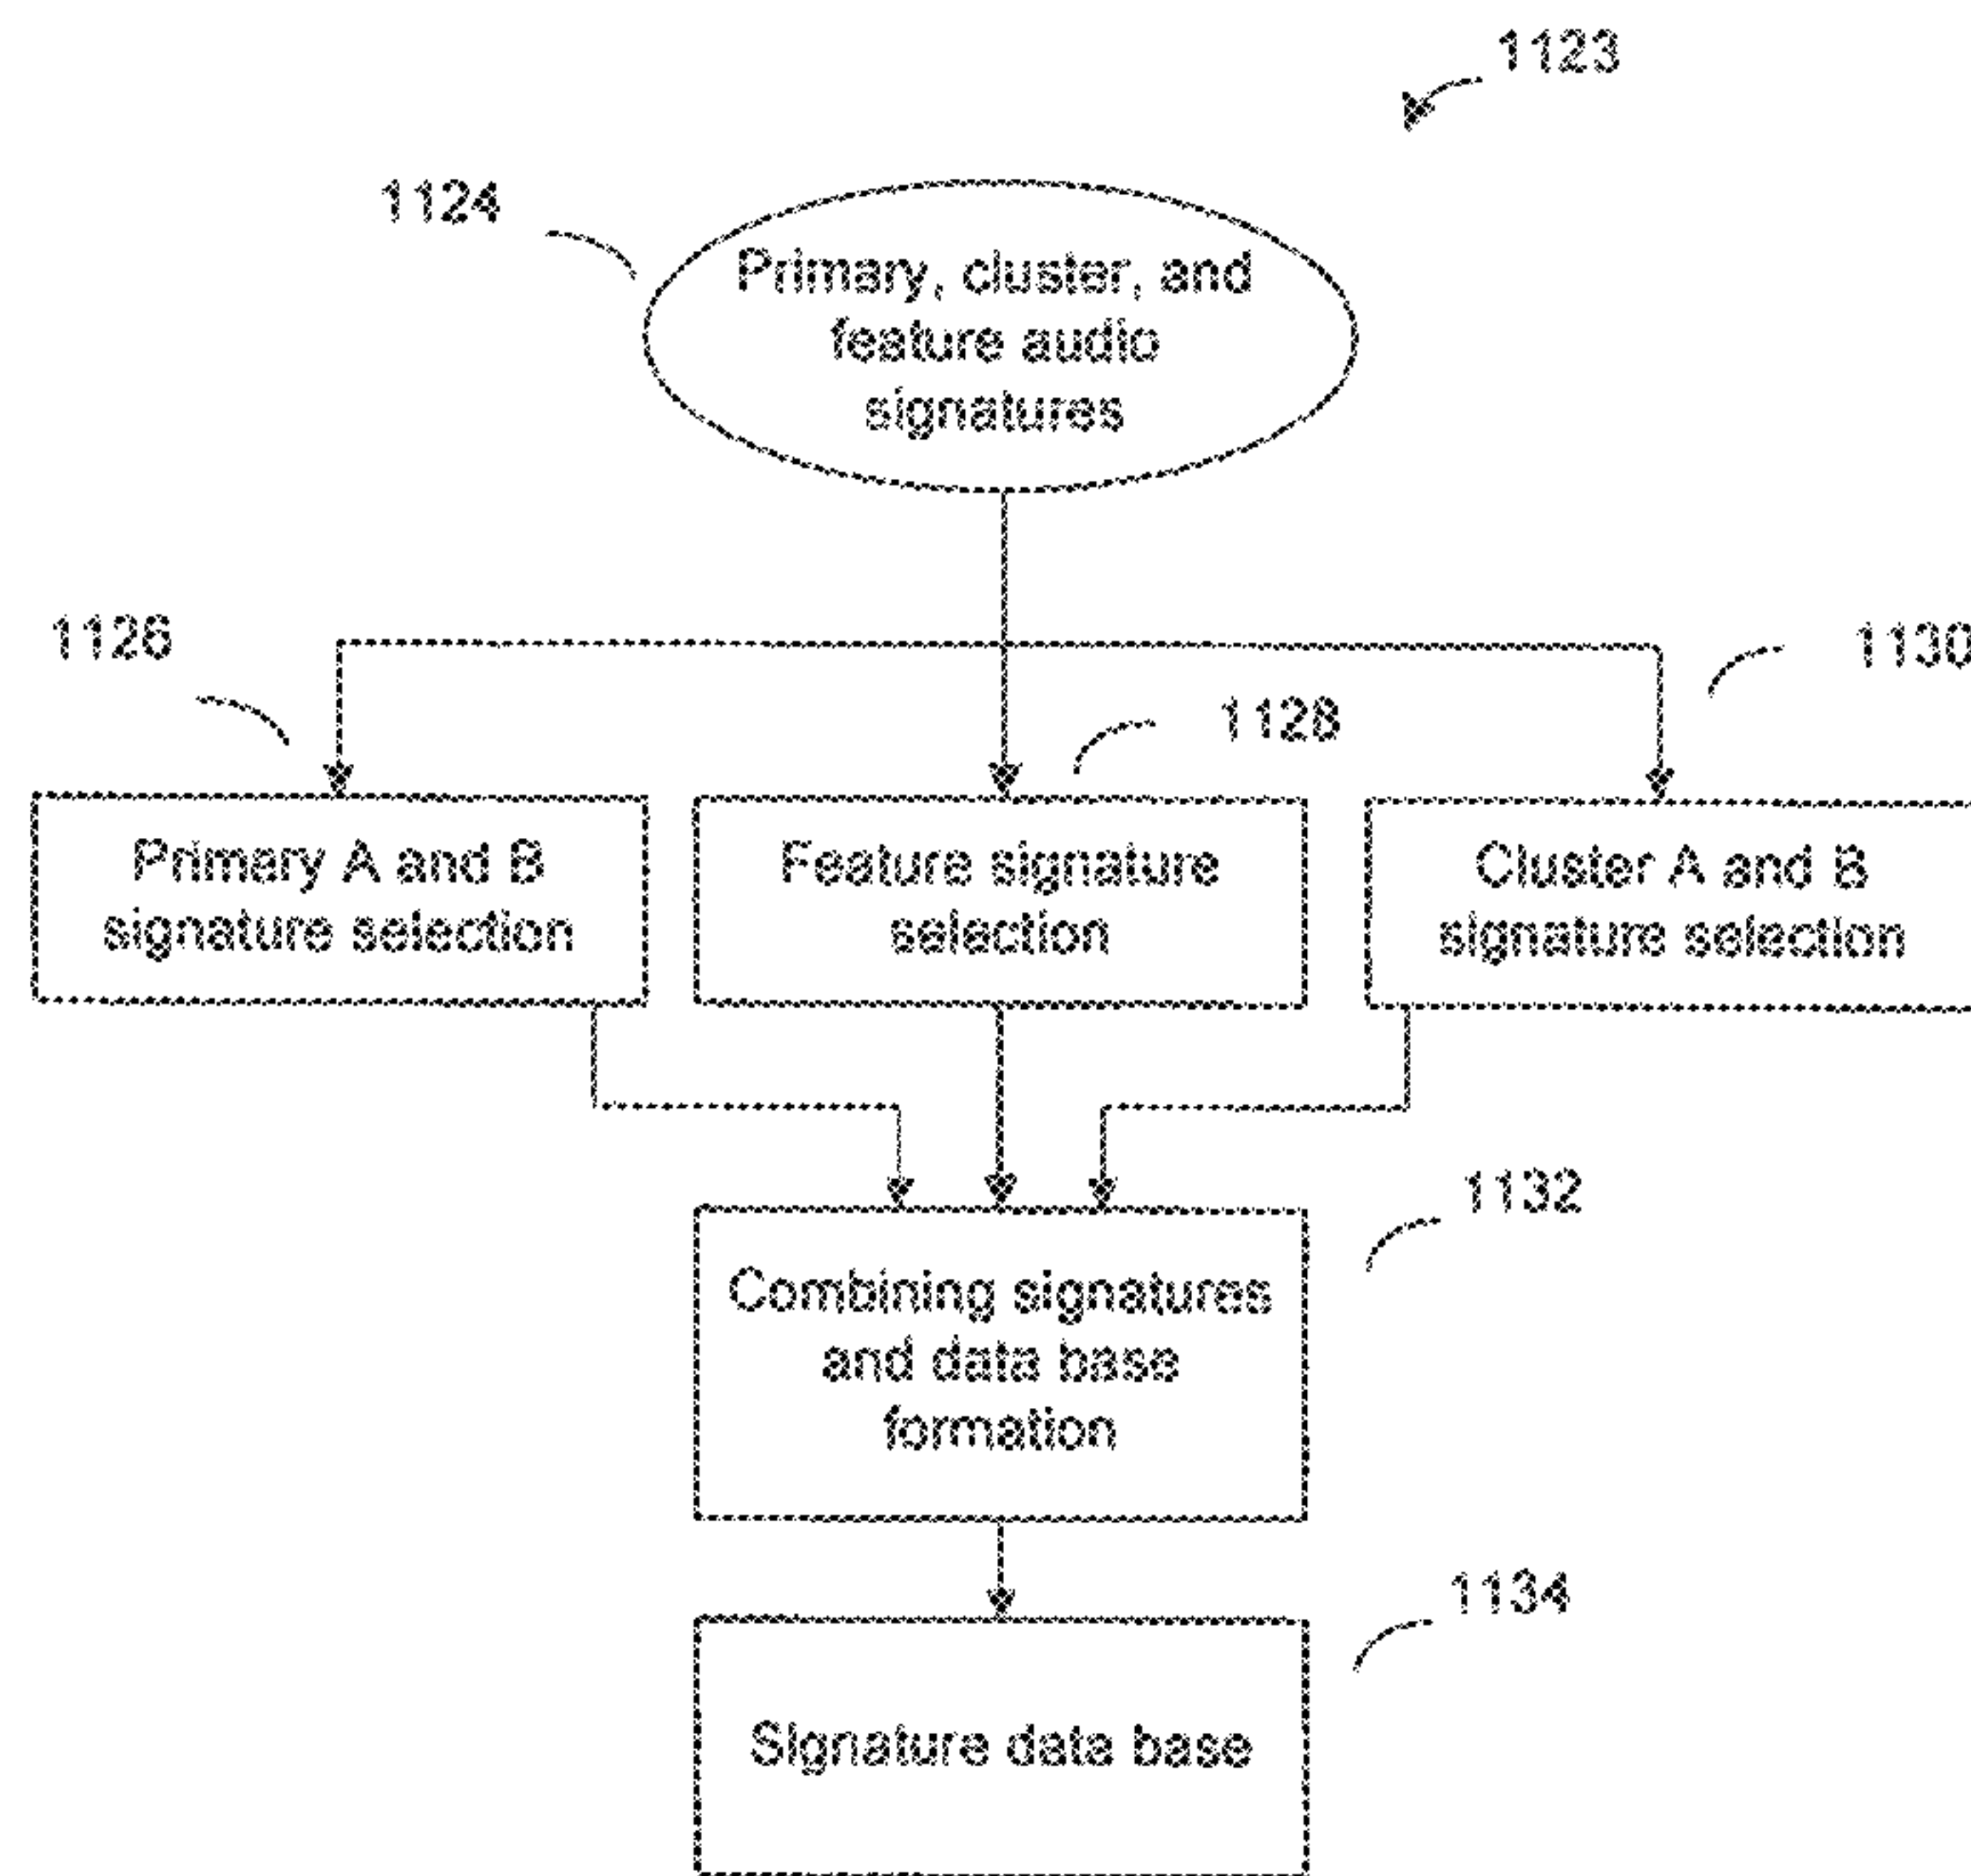 1123
1124
Primary, cluster, and
feature audio
signatures
1126
1128
1130
Primary A and B
signature selection
Feature signature
selection
Cluster A and B
signature selection
1132
Combining signatures
and data base
formation
1134
Signature data base